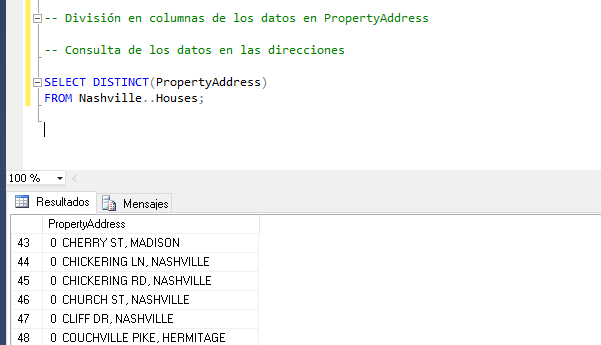 -- División en columnas de los datos en PropertyAddress
-- Consulta de los datos en las direcciones
SELECT DISTINCT(PropertyAddress)
FROM Nashville..Houses;
100 %
Resultados Mensajes
PropertyAddress
43 0 CHERRY ST, MADISON
44 0 CHICKERING LN, NASHVILLE
45 0 CHICKERING RD, NASHVILLE
46 0 CHURCH ST, NASHVILLE
47 0 CLIFF DR, NASHVILLE
48 0 COUCHVILLE PIKE, HERMITAGE